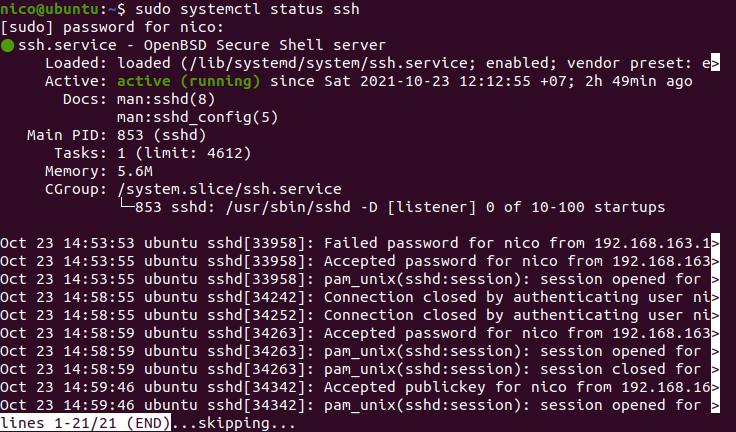 nico@ubuntu:~$ sudo systemctl status ssh
[sudo] password for nico:
● ssh.service - OpenBSD Secure Shell server
     Loaded: loaded (/lib/systemd/system/ssh.service; enabled; vendor preset: e>
     Active: active (running) since Sat 2021-10-23 12:12:55 +07; 2h 49min ago
       Docs: man:sshd(8)
             man:sshd_config(5)
   Main PID: 853 (sshd)
      Tasks: 1 (limit: 4612)
     Memory: 5.6M
     CGroup: /system.slice/ssh.service
             └─853 sshd: /usr/sbin/sshd -D [listener] 0 of 10-100 startups

Oct 23 14:53:53 ubuntu sshd[33958]: Failed password for nico from 192.168.163.1>
Oct 23 14:53:55 ubuntu sshd[33958]: Accepted password for nico from 192.168.163>
Oct 23 14:53:55 ubuntu sshd[33958]: pam_unix(sshd:session): session opened for >
Oct 23 14:58:55 ubuntu sshd[34242]: Connection closed by authenticating user ni>
Oct 23 14:58:55 ubuntu sshd[34252]: Connection closed by authenticating user ni>
Oct 23 14:58:59 ubuntu sshd[34263]: Accepted password for nico from 192.168.163>
Oct 23 14:58:59 ubuntu sshd[34263]: pam_unix(sshd:session): session opened for >
Oct 23 14:58:59 ubuntu sshd[34263]: pam_unix(sshd:session): session closed for >
Oct 23 14:59:46 ubuntu sshd[34342]: Accepted publickey for nico from 192.168.16>
Oct 23 14:59:46 ubuntu sshd[34342]: pam_unix(sshd:session): session opened for >
lines 1-21/21 (END)...skipping...